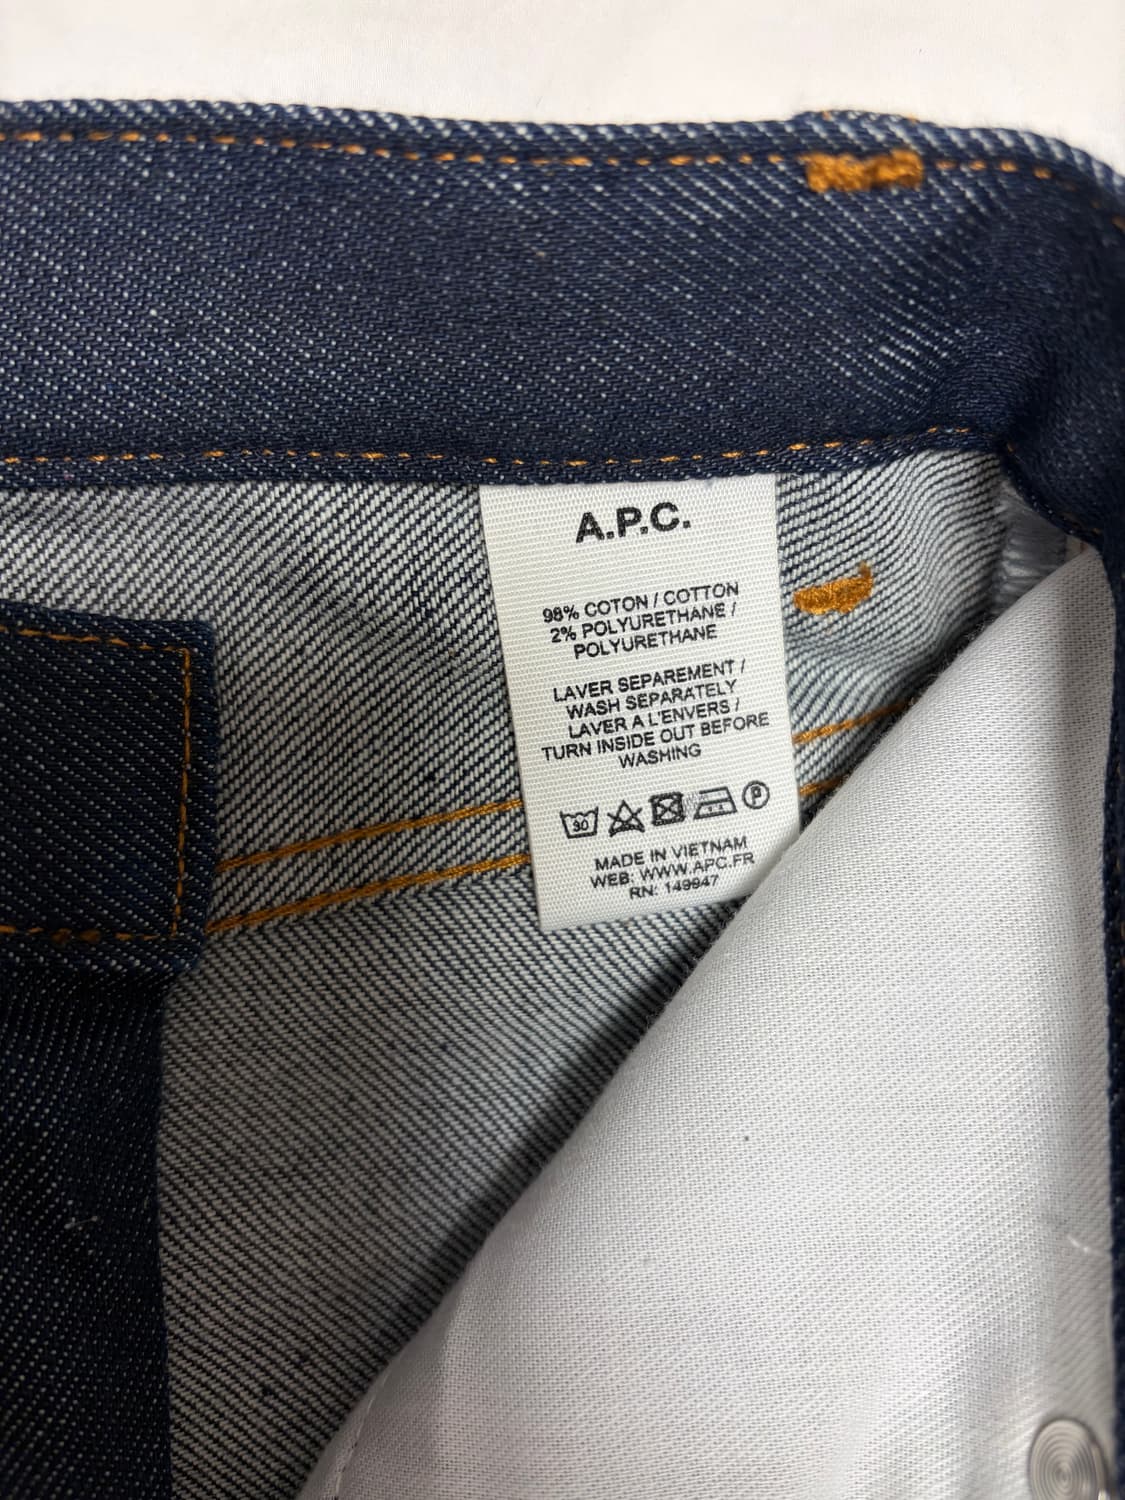 A.P.C.
98% COTON / COTTON
2% POLYURETHANE /
POLYURETHANE
LAVER SEPAREMENT /
WASH SEPARATELY
LAVER A L'ENVERS /
TURN INSIDE OUT BEFORE
WASHING
30 P
MADE IN VIETNAM
WEB: WWW.APC.FR
RN: 149947